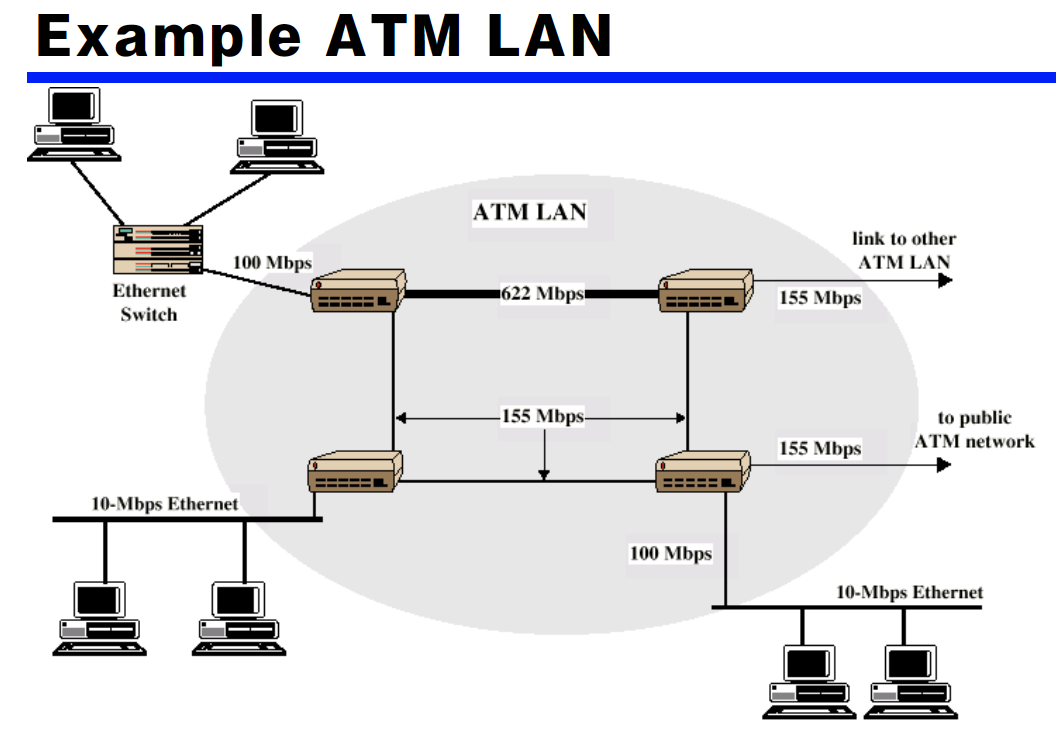 Example ATM LAN
ATM LAN
100 Mbps
Ethernet
Switch
622 Mbps
link to other
ATM LAN
155 Mbps
155 Mbps
to public
ATM network
155 Mbps
10-Mbps Ethernet
100 Mbps
10-Mbps Ethernet